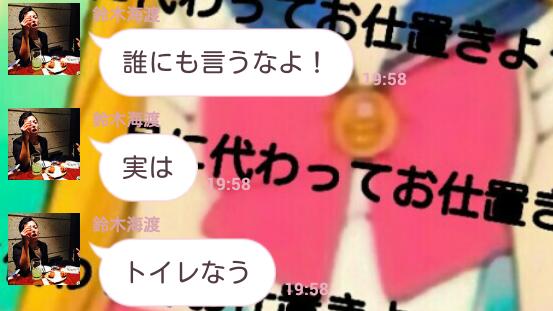 代わってお仕置きよ
鈴木海渡
誰にも言うなよ！
19:58
に代わってお仕置き
鈴木海渡
実は
19:58
鈴木海渡
トイレなう
19:58